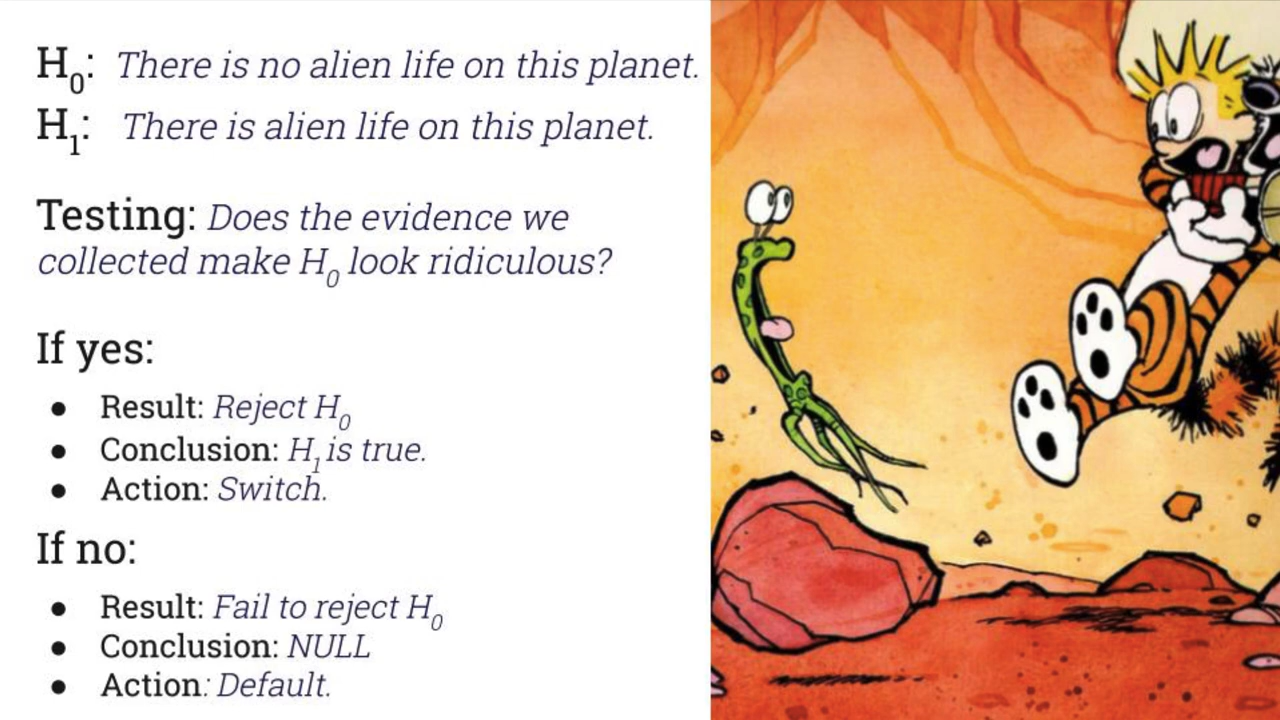 H₀: There is no alien life on this planet.
H₁: There is alien life on this planet.
Testing: Does the evidence we
collected make H₀ look ridiculous?
If yes:
● Result: Reject H₀
● Conclusion: H₁ is true.
● Action: Switch.
If no:
● Result: Fail to reject H₀
● Conclusion: NULL
● Action: Default.